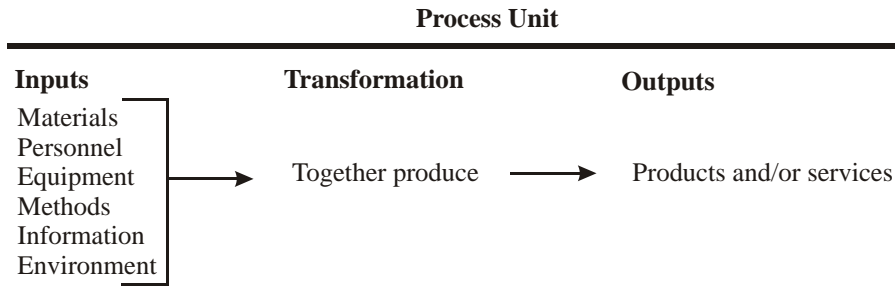 Process Unit
Inputs Transformation Outputs
Materials
Personnel
Equipment Together produce Products and/or services
Methods
Information
Environment